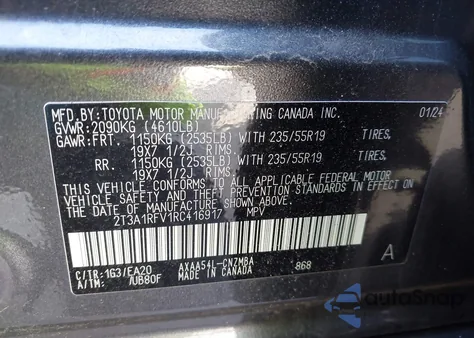 MFD.BY:TOYOTA MOTOR MANUFACTURING CANADA INC. 01/24
GVWR:2090KG (4610LB)
GAWR:FRT. 1150KG (2535LB) WITH 235/55R19 TIRES.
19X7 1/2J RIMS.
RR. 1150KG (2535LB) WITH 235/55R19 TIRES.
19X7 1/2J RIMS.
THIS VEHICLE CONFORMS TO ALL APPLICABLE FEDERAL MOTOR
VEHICLE SAFETY AND THEFT PREVENTION STANDARDS IN EFFECT
ON THE DATE OF MANUFACTURE SHOWN ABOVE.
2T3A1RFV1RC416917 MPV
A
C/TR:1G3/EA20 AXAA54L-CNZMBA 868
A/TM: /UB80F MADE IN CANADA
AutoSnap